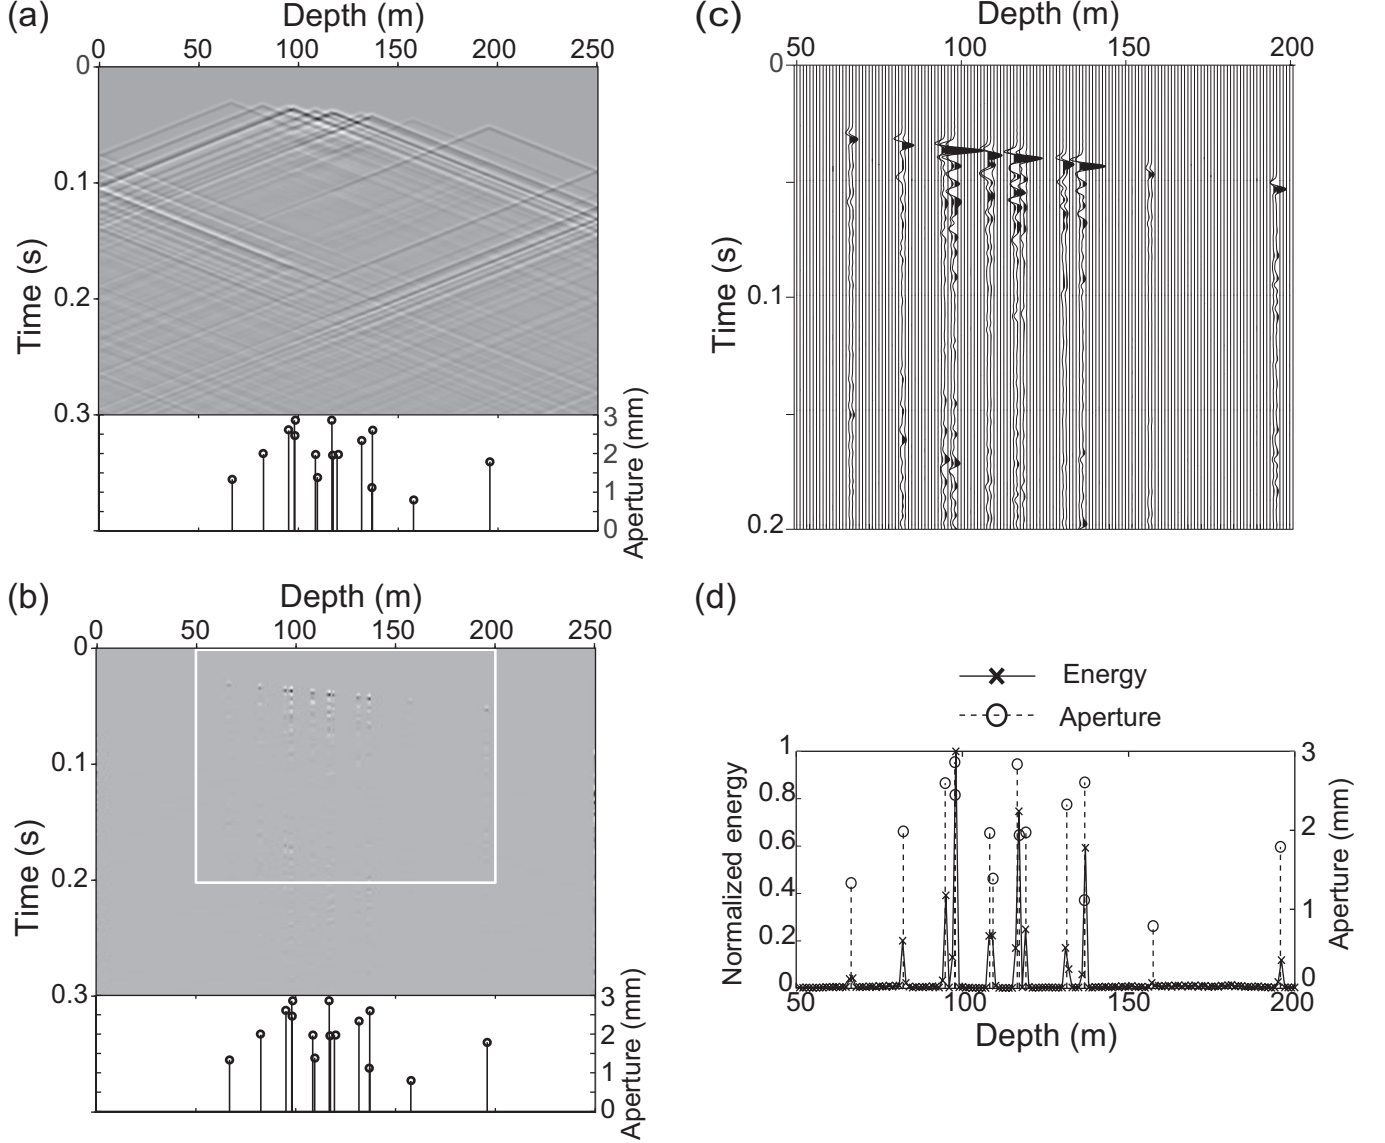 (a)
Depth (m)
0 50 100 150 200 250
0
0.1
0.2
0.3
Time (s)
3
2
1
0
Aperture (mm)
(b)
Depth (m)
0 50 100 150 200 250
0
0.1
0.2
0.3
Time (s)
3
2
1
0
Aperture (mm)
(c)
Depth (m)
50 100 150 200
0
0.1
0.2
Time (s)
(d)
Energy
Aperture
1
0.8
0.6
0.4
0.2
0
Normalized energy
3
2
1
0
Aperture (mm)
50 100 150 200
Depth (m)